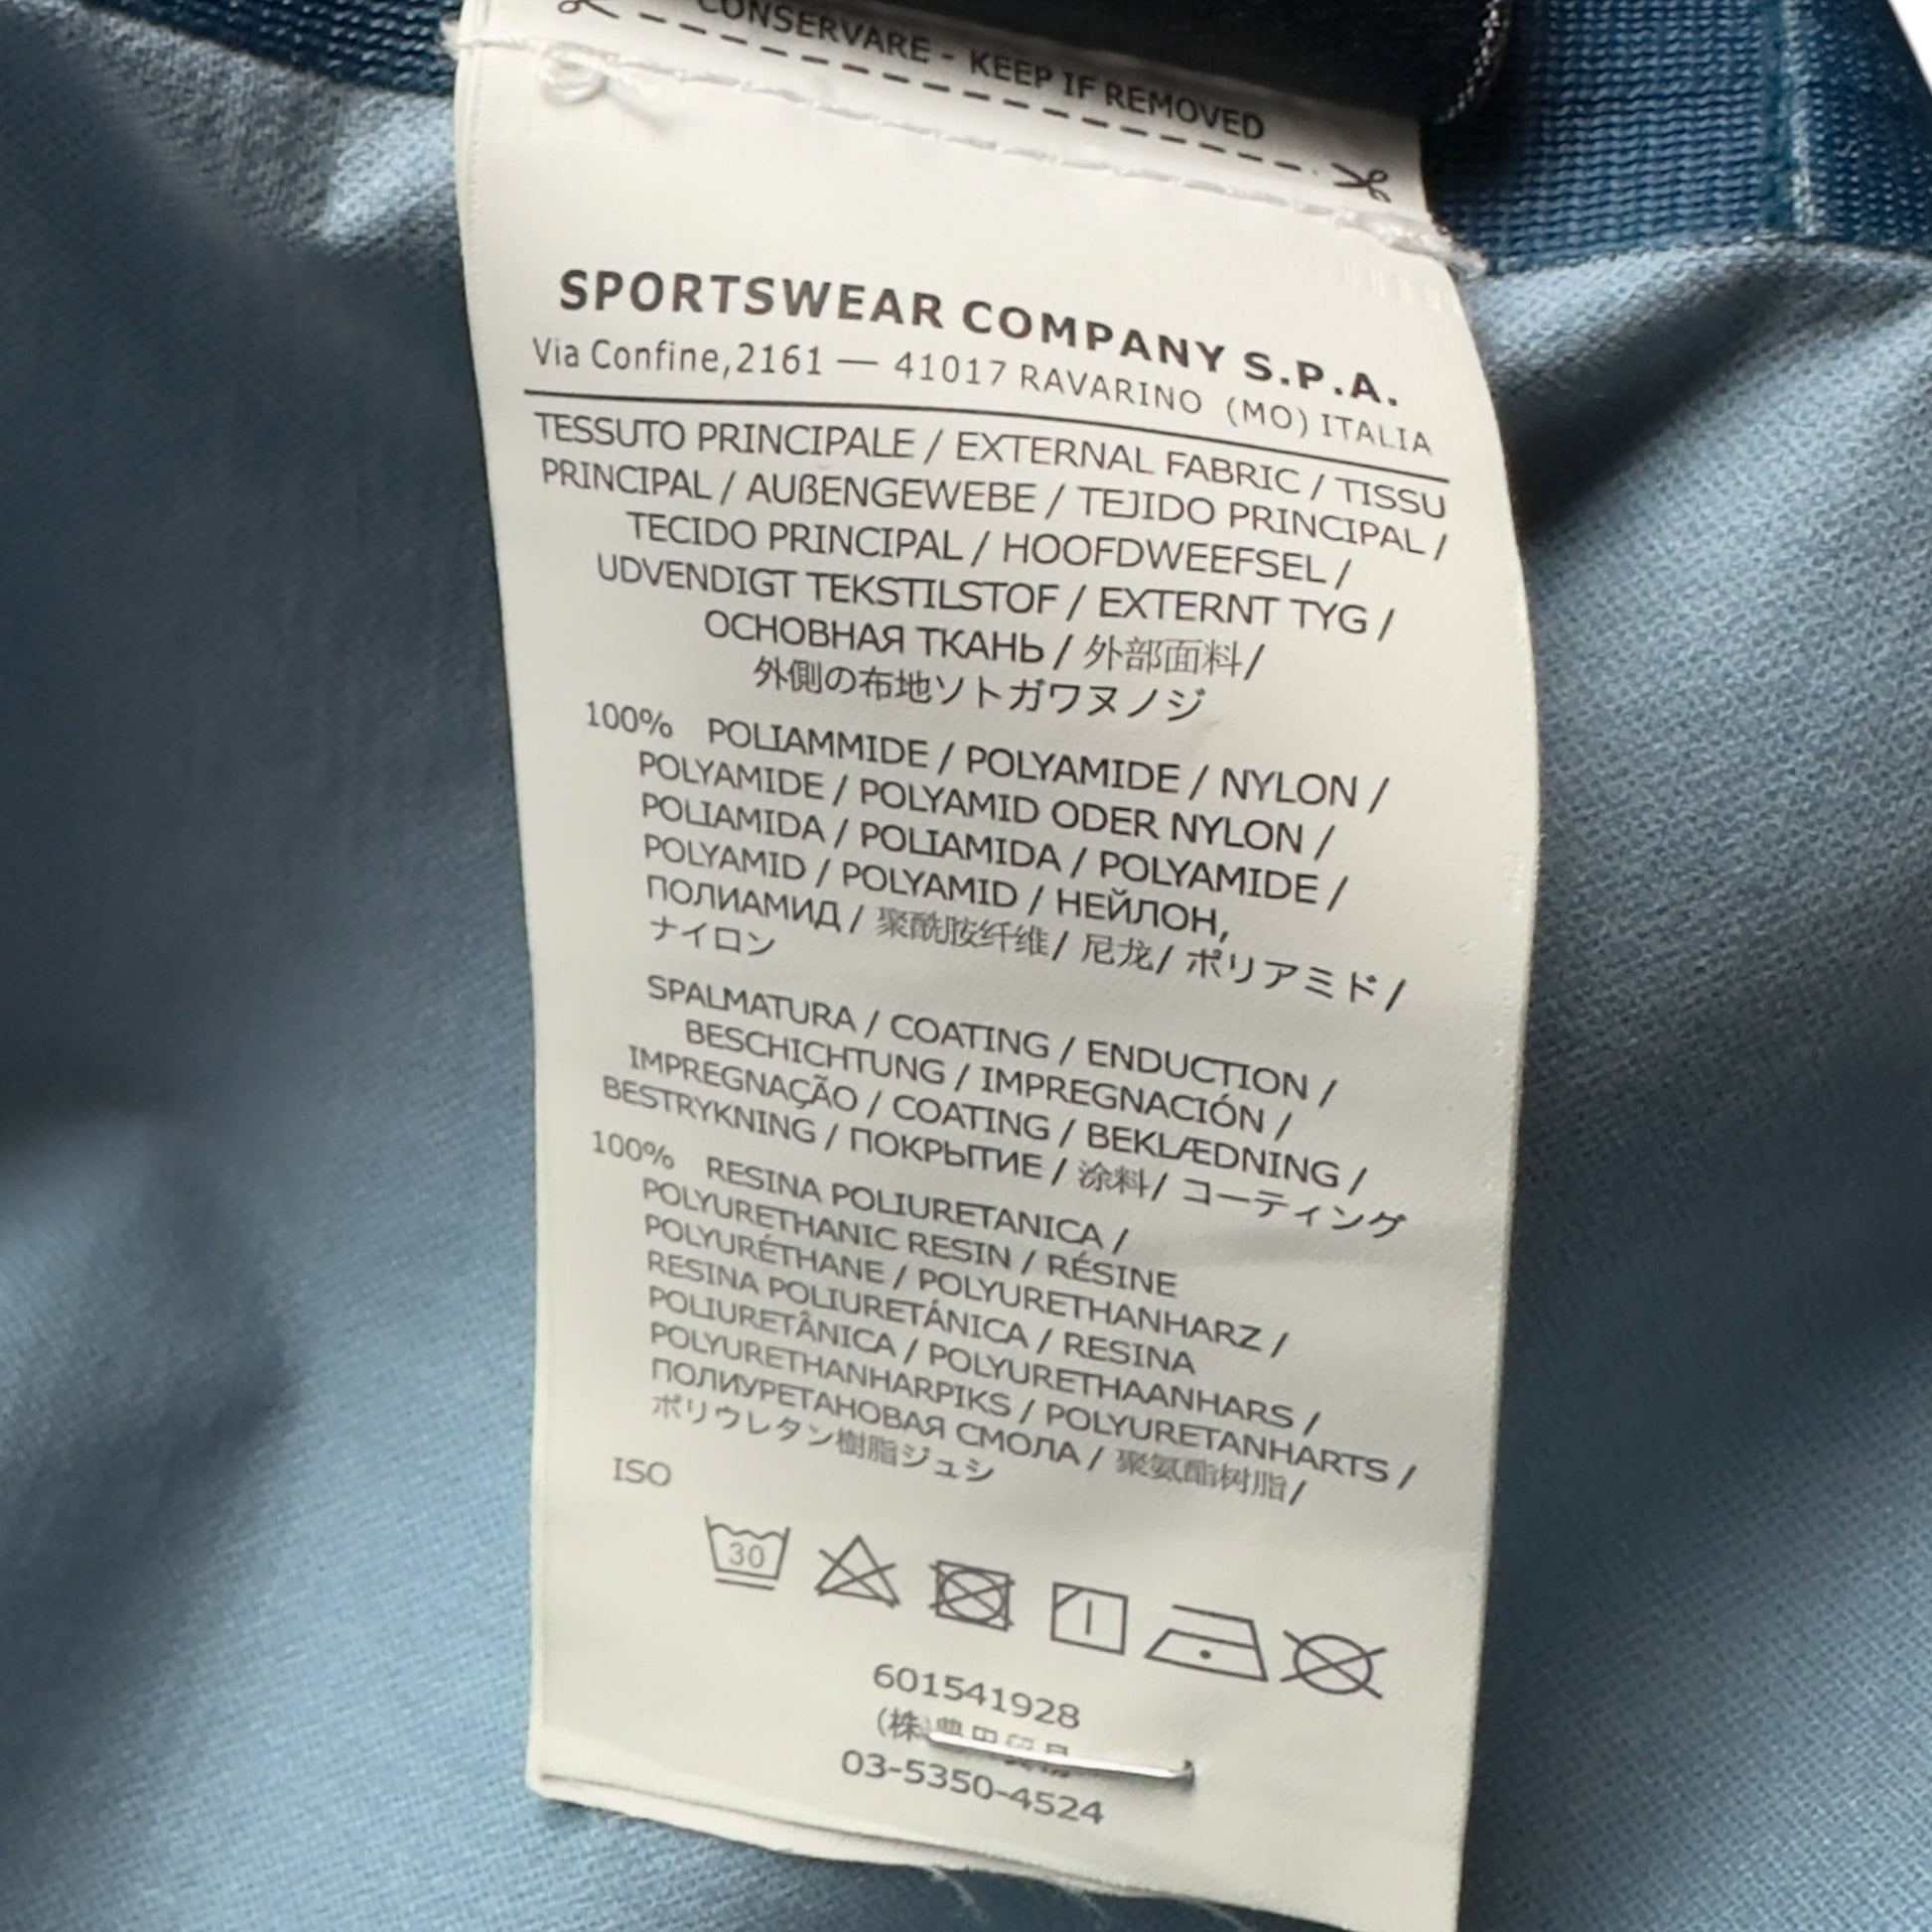 CONSERVARE - KEEP IF REMOVED
SPORTSWEAR COMPANY S.P.A.
Via Confine,2161 — 41017 RAVARINO (MO) ITALIA
TESSUTO PRINCIPALE / EXTERNAL FABRIC / TISSU
PRINCIPAL / AUßENGEWEBE / TEJIDO PRINCIPAL /
TECIDO PRINCIPAL / HOOFDWEEFSEL /
UDVENDIGT TEKSTILSTOF / EXTERNT TYG /
ОСНОВНАЯ ТКАНЬ / 外部面料/
外側の布地ソトガワヌノジ
100% POLIAMMIDE / POLYAMIDE / NYLON /
POLYAMIDE / POLYAMID ODER NYLON /
POLIAMIDA / POLIAMIDA / POLYAMIDE /
POLYAMID / POLYAMID / НЕЙЛОН,
ПОЛИАМИД / 聚酰胺纤维/ 尼龙/ ポリアミド/
ナイロン
SPALMATURA / COATING / ENDUCTION /
BESCHICHTUNG / IMPREGNACIÓN /
IMPREGNAÇÃO / COATING / BEKLÆDNING /
BESTRYKNING / ПОКРЫТИЕ / 涂料/ コーティング
100% RESINA POLIURETANICA /
POLYURETHANIC RESIN / RÉSINE
POLYURÉTHANE / POLYURETHANHARZ /
RESINA POLIURETÁNICA / RESINA
POLIURETÂNICA / POLYURETHAANHARS /
POLYURETHANHARPIKS / POLYURETANHARTS /
ПОЛИУРЕТАНОВАЯ СМОЛА / 聚氨酯树脂/
ポリウレタン樹脂ジュシ
ISO
30
601541928
(株)
03-5350-4524